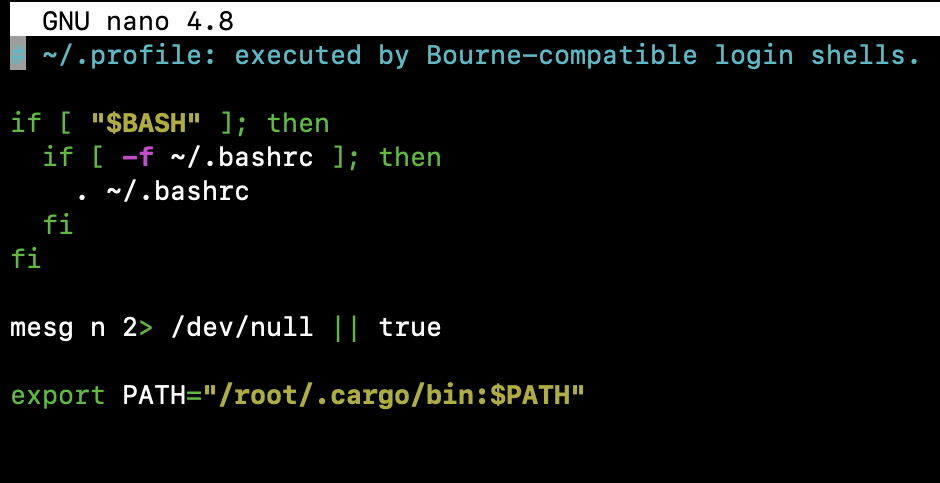 GNU nano 4.8
# ~/.profile: executed by Bourne-compatible login shells.
if [ "$BASH" ]; then
  if [ -f ~/.bashrc ]; then
    . ~/.bashrc
  fi
fi
mesg n 2> /dev/null || true
export PATH="/root/.cargo/bin:$PATH"